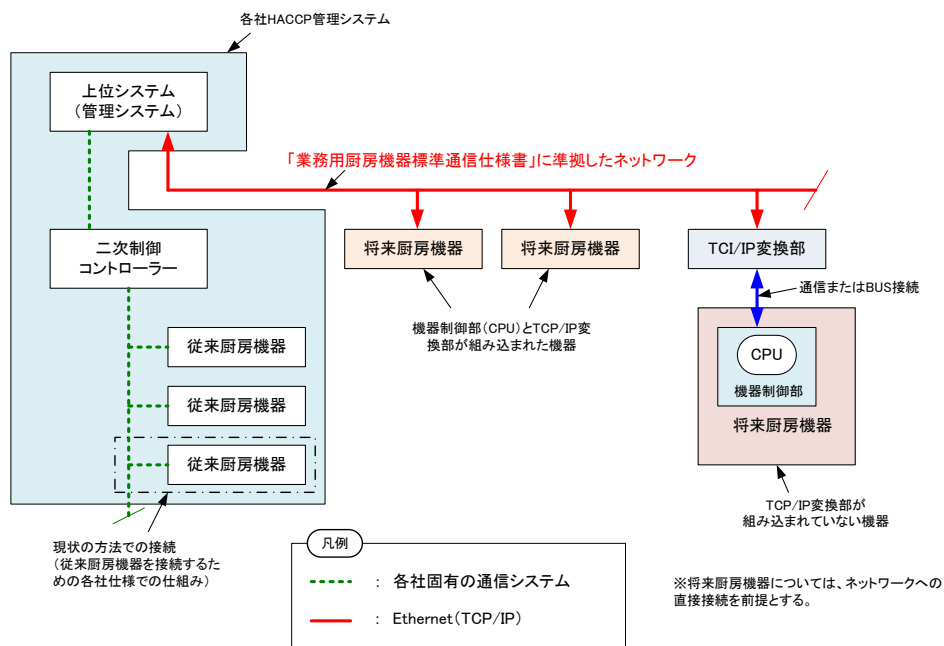 各社HACCP管理システム
上位システム
（管理システム）
「業務用厨房機器標準通信仕様書」に準拠したネットワーク
二次制御
コントローラー
将来厨房機器
将来厨房機器
TCI/IP変換部
通信またはBUS接続
機器制御部（CPU）とTCP/IP変
換部が組み込まれた機器
従来厨房機器
従来厨房機器
従来厨房機器
CPU
機器制御部
将来厨房機器
TCP/IP変換部が
組み込まれていない機器
現状の方法での接続
（従来厨房機器を接続するた
めの各社仕様での仕組み）
凡例
： 各社固有の通信システム
： Ethernet（TCP/IP）
※将来厨房機器については、ネットワークへの
直接接続を前提とする。